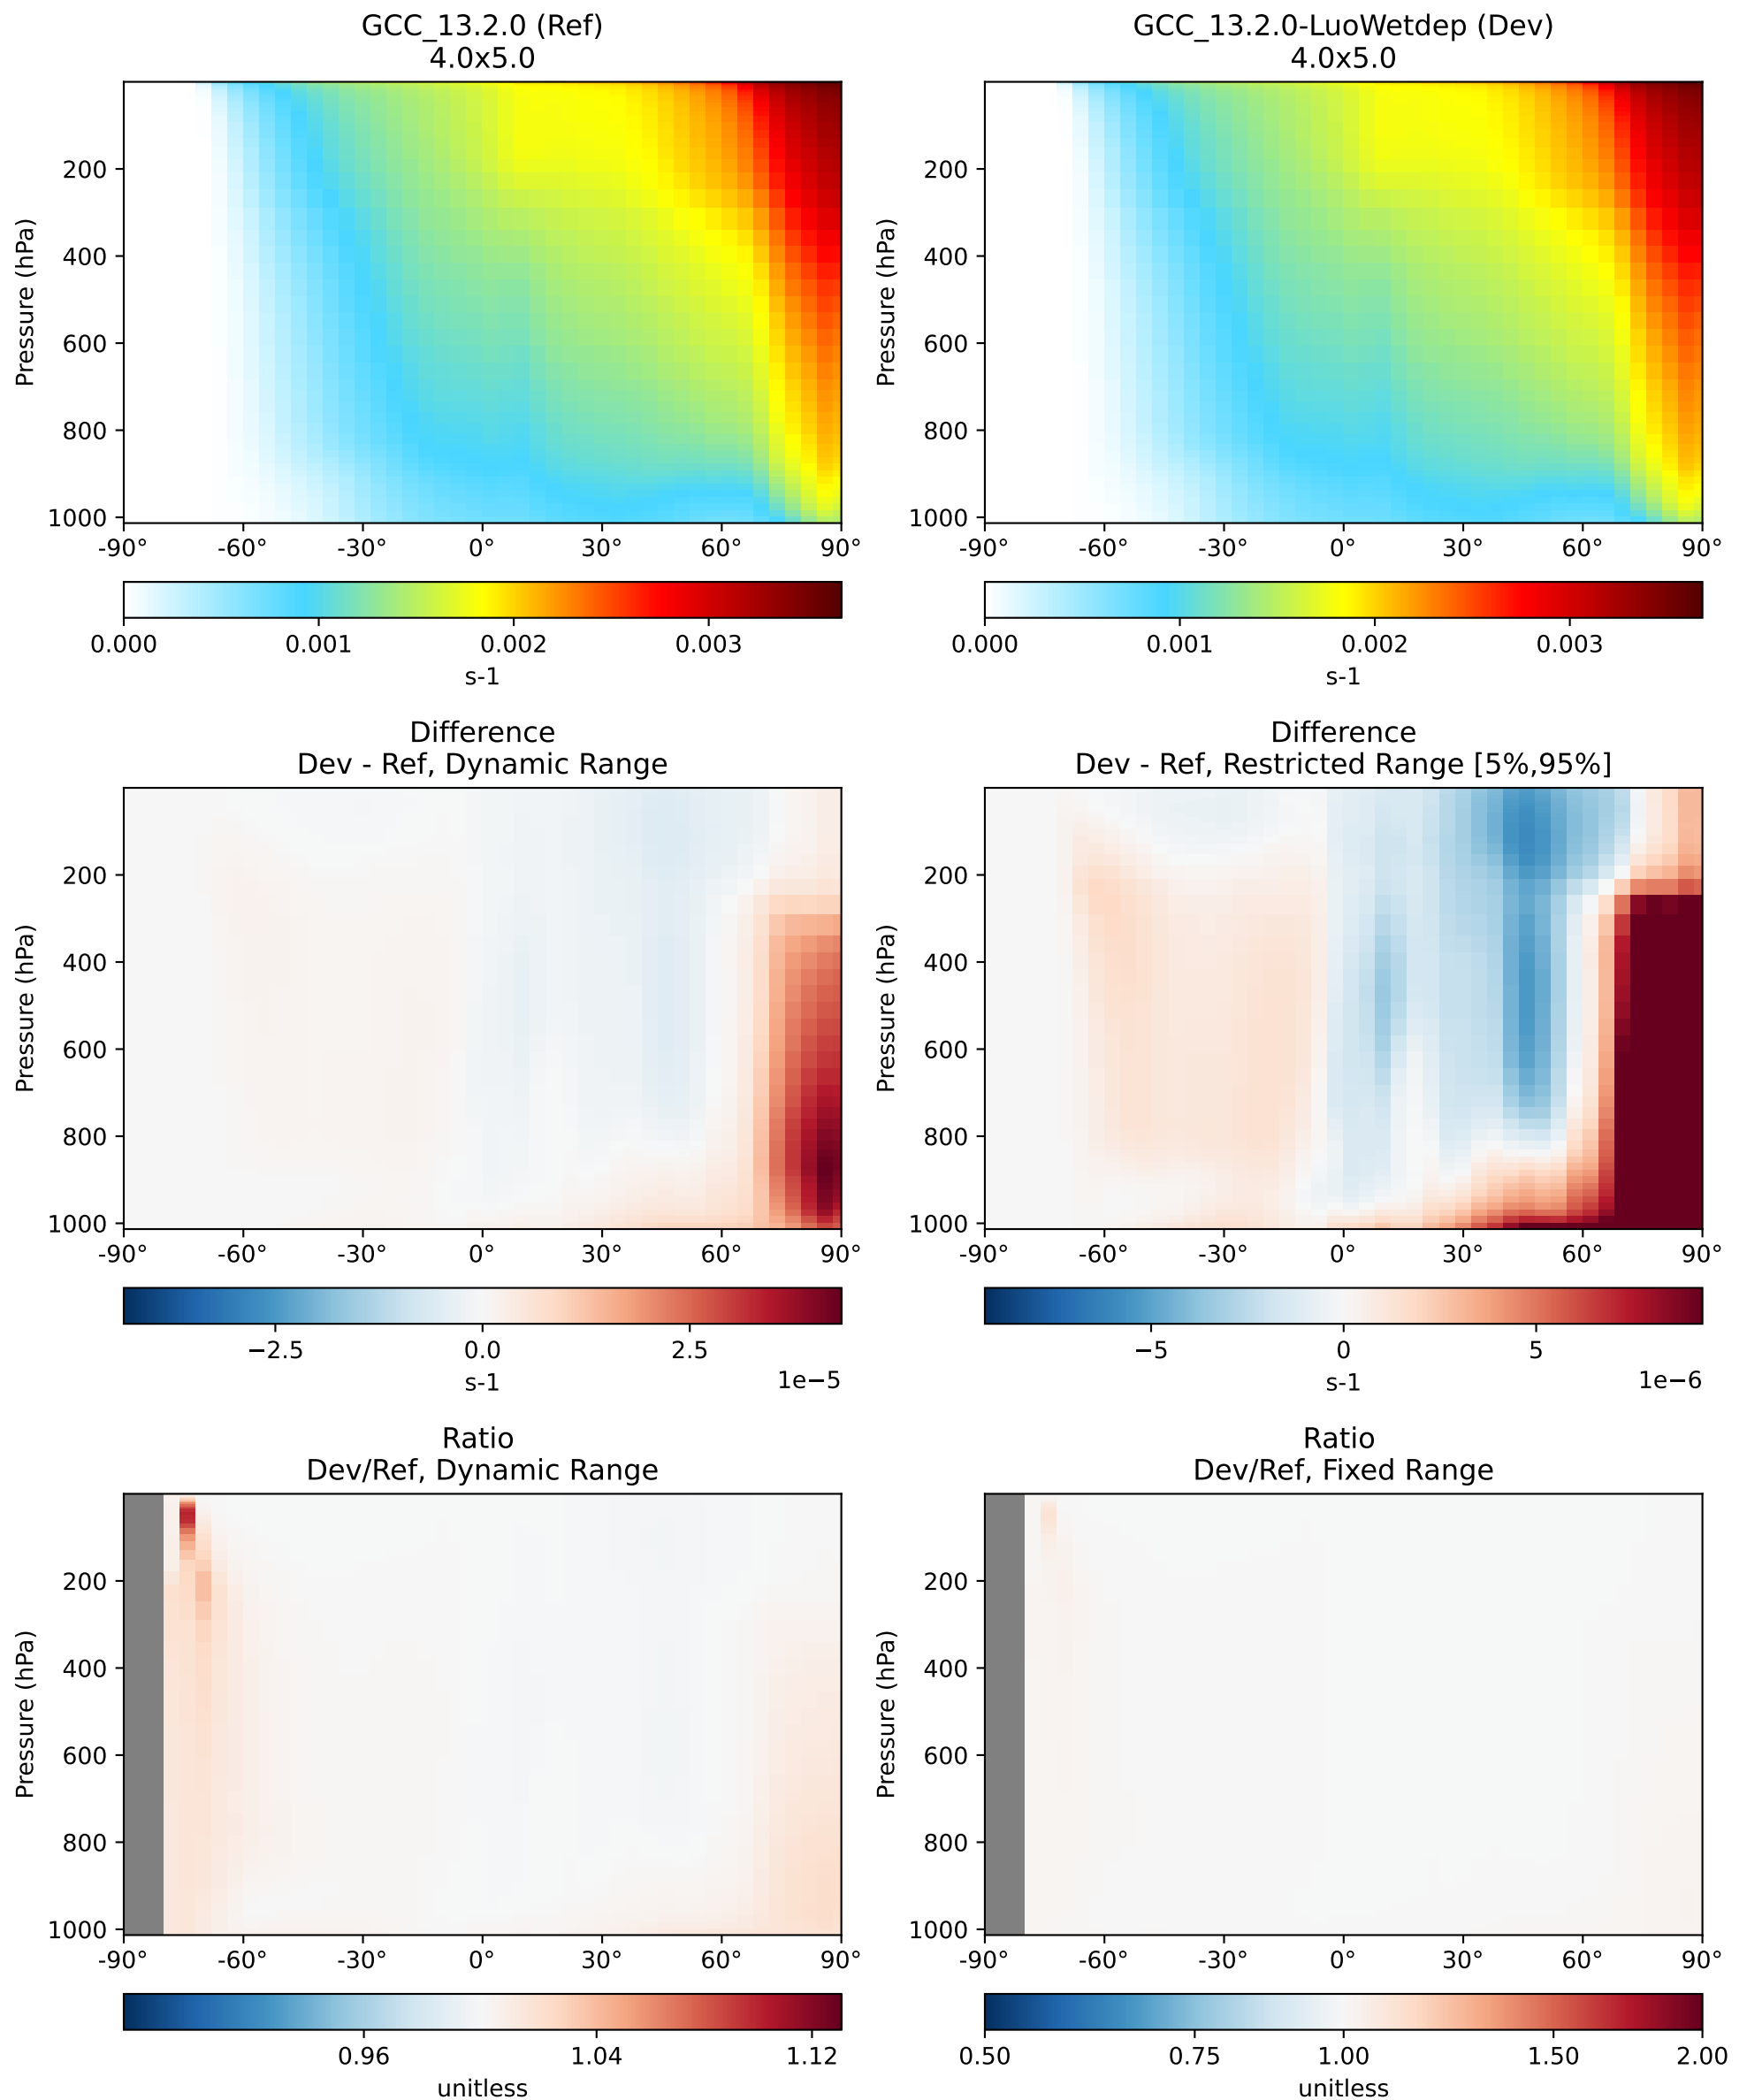 GCC_13.2.0 (Ref)
4.0x5.0
Pressure (hPa)
200
400
600
800
1000
-90° -60° -30° 0° 30° 60° 90°
0.000 0.001 0.002 0.003
s-1
GCC_13.2.0-LuoWetdep (Dev)
4.0x5.0
Pressure (hPa)
200
400
600
800
1000
-90° -60° -30° 0° 30° 60° 90°
0.000 0.001 0.002 0.003
s-1
Difference
Dev - Ref, Dynamic Range
Pressure (hPa)
200
400
600
800
1000
-90° -60° -30° 0° 30° 60° 90°
−2.5 0.0 2.5
s-1 1e−5
Difference
Dev - Ref, Restricted Range [5%,95%]
Pressure (hPa)
200
400
600
800
1000
-90° -60° -30° 0° 30° 60° 90°
−5 0 5
s-1 1e−6
Ratio
Dev/Ref, Dynamic Range
Pressure (hPa)
200
400
600
800
1000
-90° -60° -30° 0° 30° 60° 90°
0.96 1.04 1.12
unitless
Ratio
Dev/Ref, Fixed Range
Pressure (hPa)
200
400
600
800
1000
-90° -60° -30° 0° 30° 60° 90°
0.50 0.75 1.00 1.50 2.00
unitless